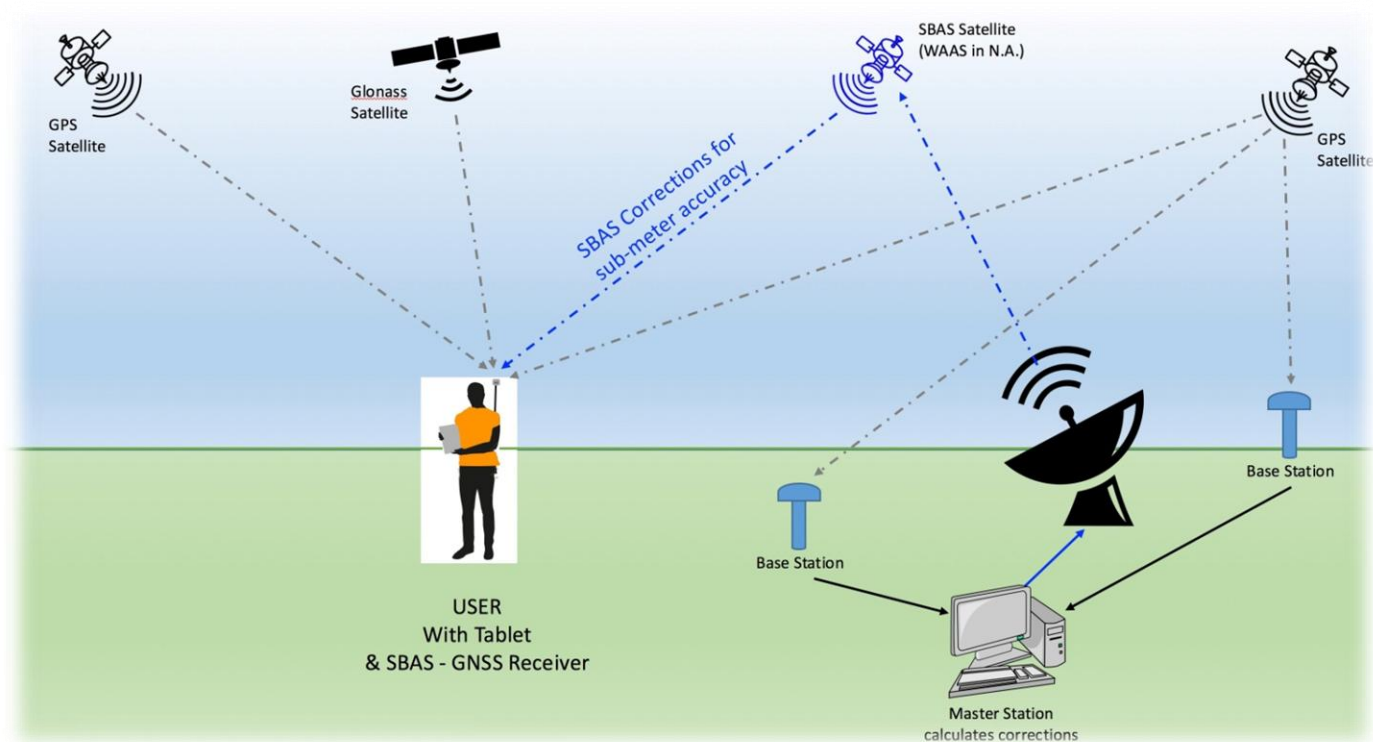 SBAS Satellite
(WAAS in N.A.)
Glonass
Satellite
GPS
Satellite
GPS
Satellite
SBAS Corrections for
sub-meter accuracy
Base Station
Base Station
USER
With Tablet
& SBAS - GNSS Receiver
Master Station
calculates corrections